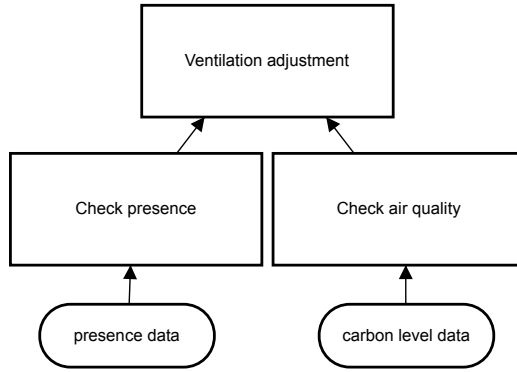 Ventilation adjustment
Check presence
Check air quality
presence data
carbon level data